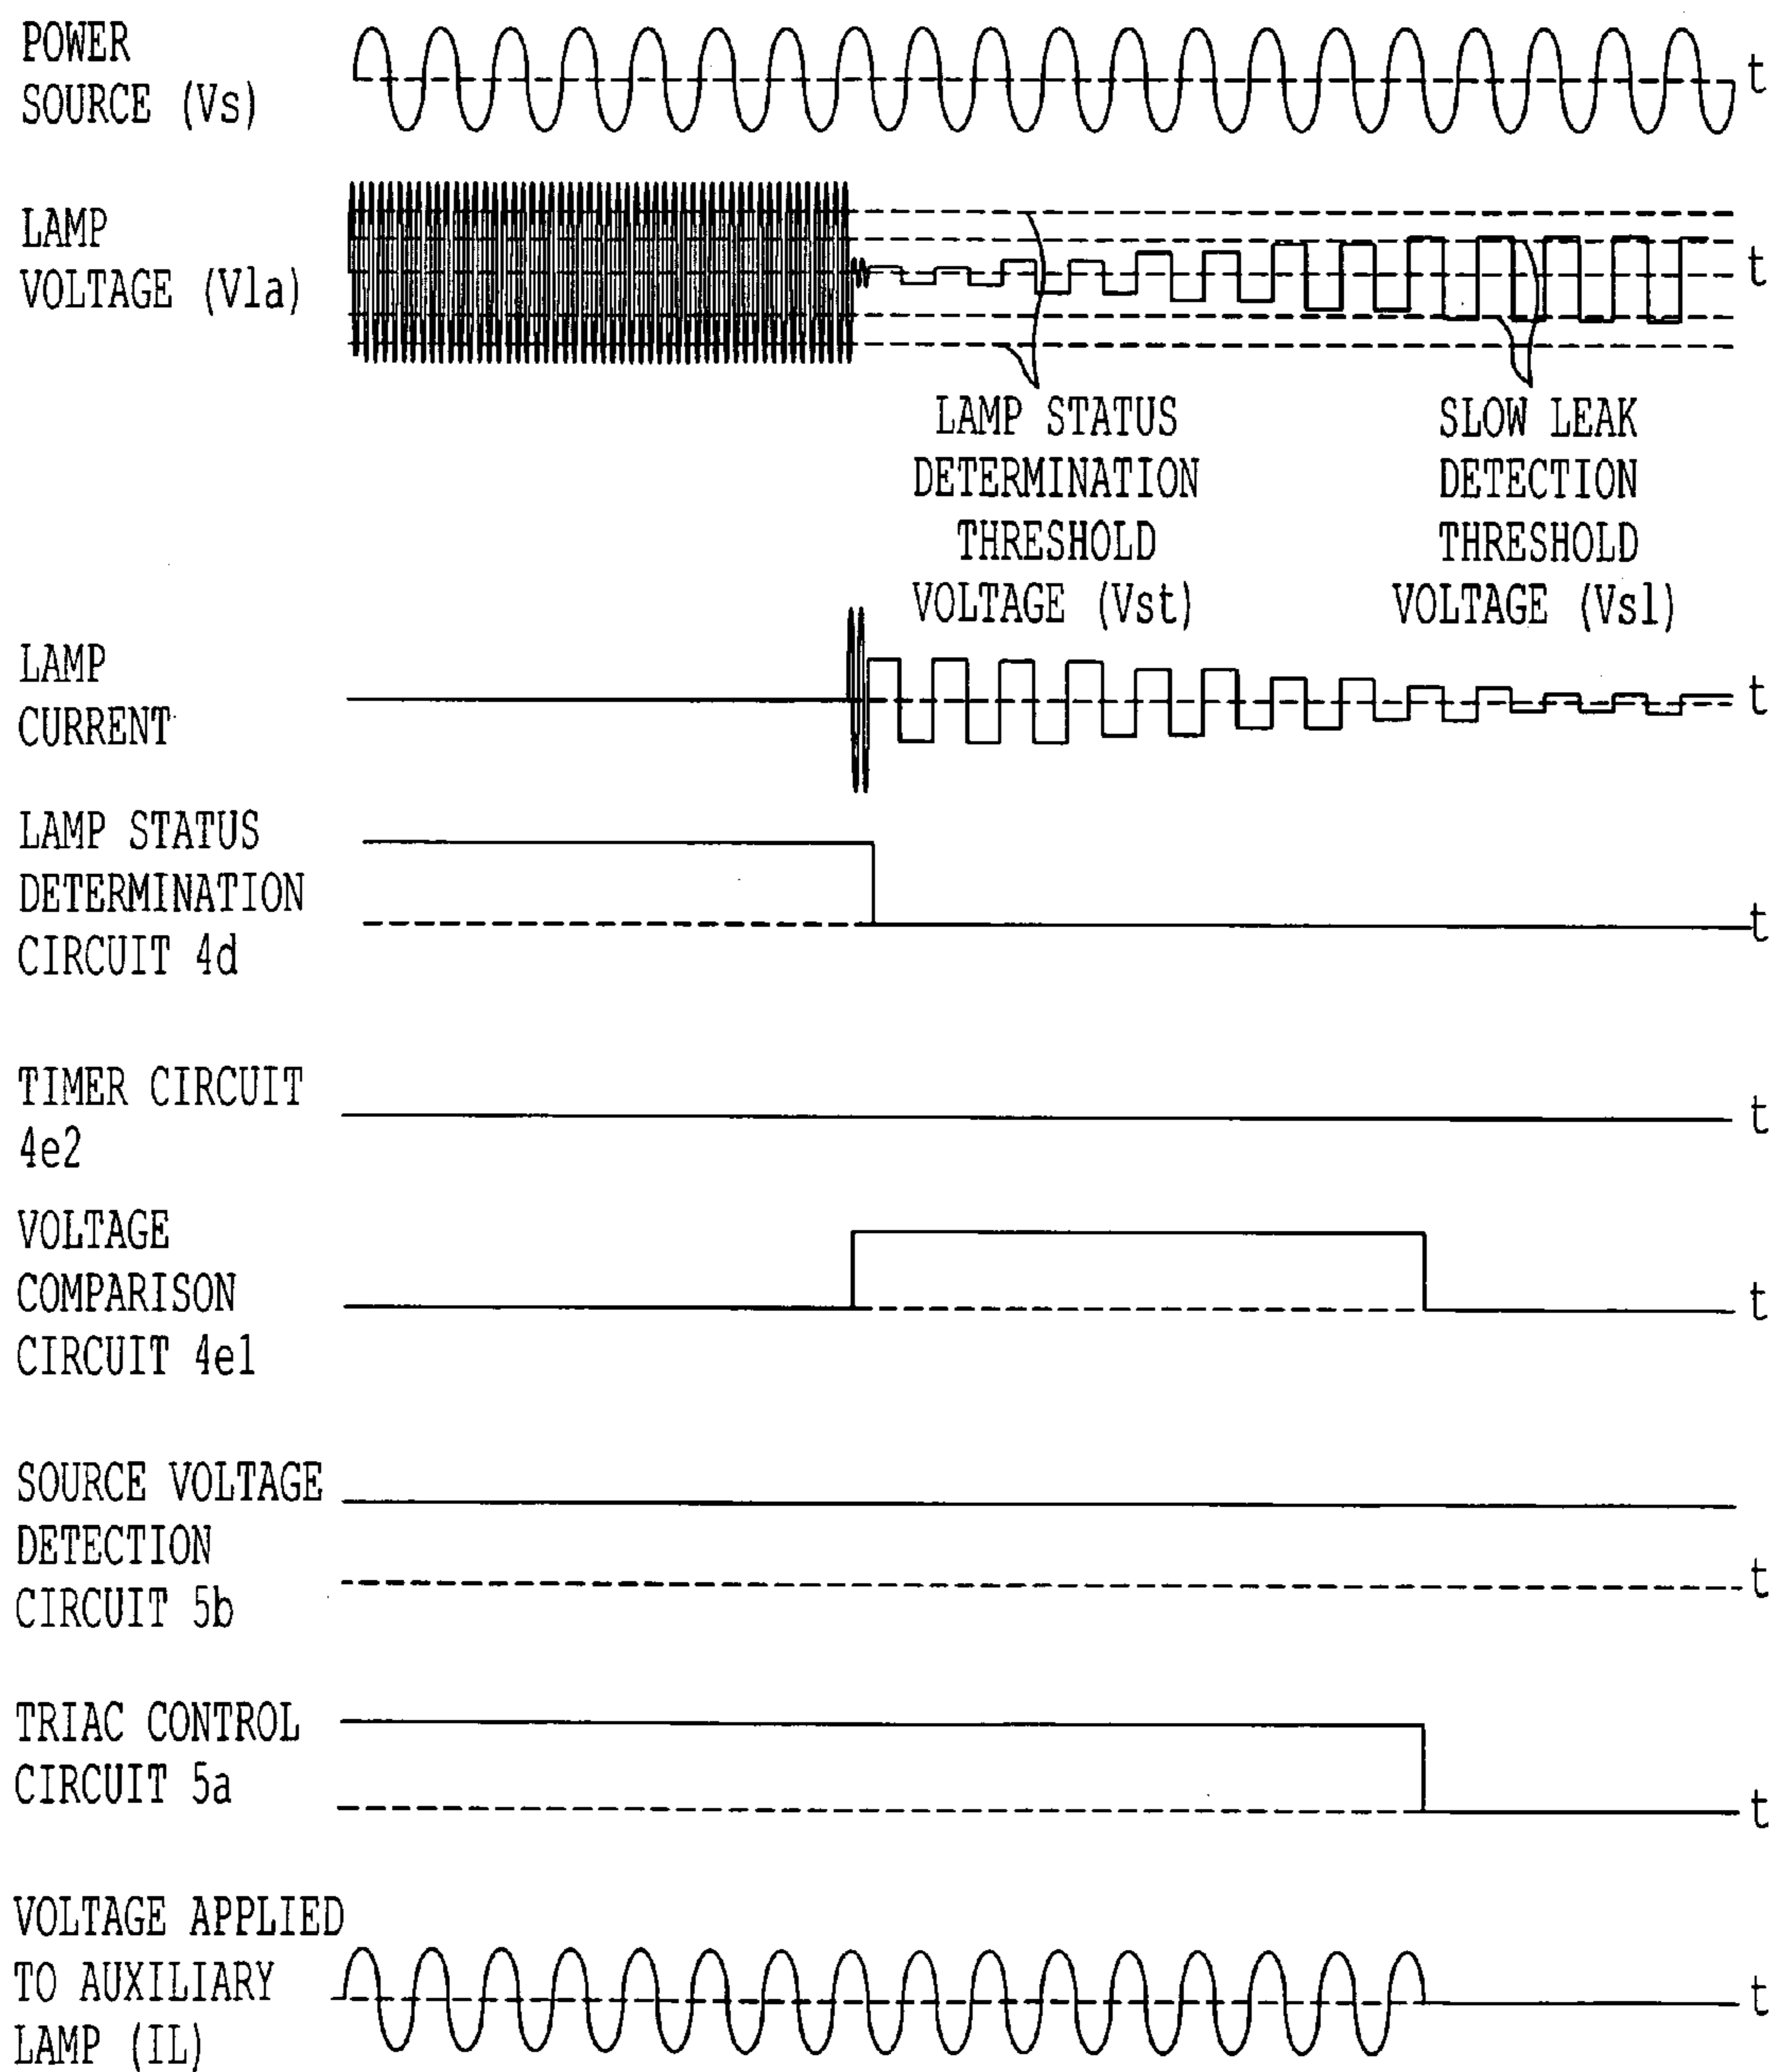 POWER
SOURCE (Vs)
t
LAMP
VOLTAGE (Vla)
t
LAMP STATUS
DETERMINATION
THRESHOLD
VOLTAGE (Vst)
SLOW LEAK
DETECTION
THRESHOLD
VOLTAGE (Vsl)
LAMP
CURRENT
t
LAMP STATUS
DETERMINATION
CIRCUIT 4d
t
TIMER CIRCUIT
4e2
t
VOLTAGE
COMPARISON
CIRCUIT 4e1
t
SOURCE VOLTAGE
DETECTION
CIRCUIT 5b
t
TRIAC CONTROL
CIRCUIT 5a
t
VOLTAGE APPLIED
TO AUXILIARY
LAMP (IL)
t